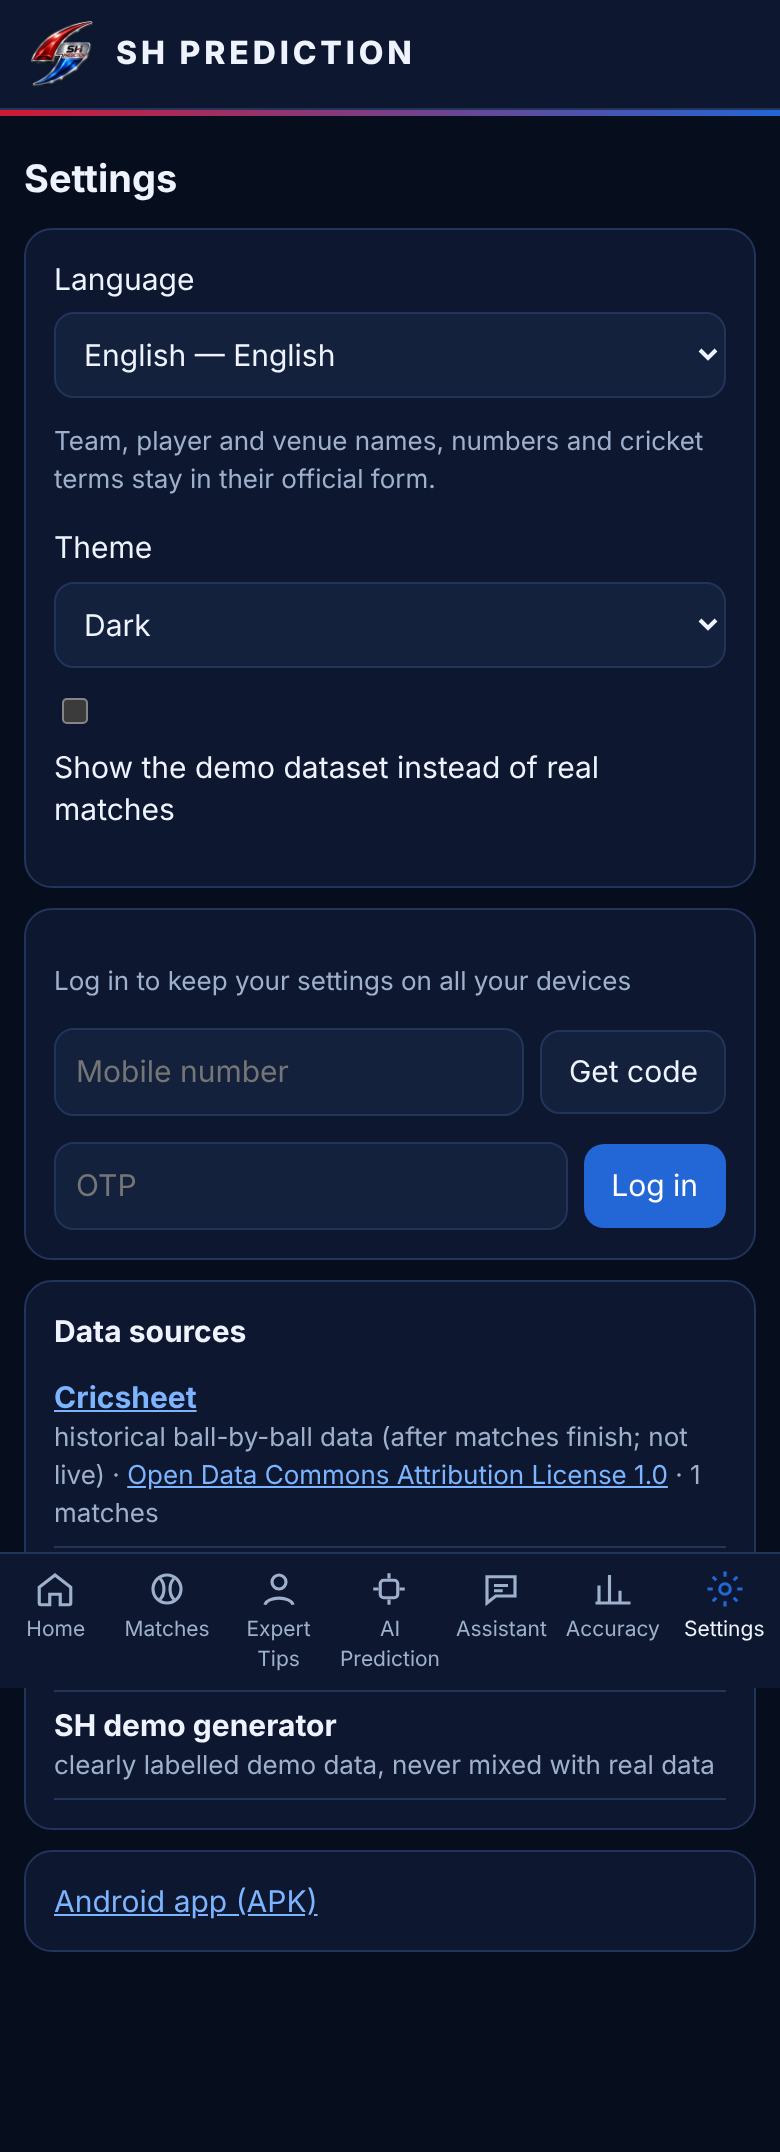 SH
SH PREDICTION
Settings
Language
English — English
Team, player and venue names, numbers and cricket
terms stay in their official form.
Theme
Dark
Show the demo dataset instead of real
matches
Log in to keep your settings on all your devices
Mobile number
Get code
OTP
Log in
Data sources
Cricsheet
historical ball-by-ball data (after matches finish; not
live) · Open Data Commons Attribution License 1.0 · 1
matches
Home
Matches
Expert
Tips
AI
Prediction
Assistant
Accuracy
Settings
SH demo generator
clearly labelled demo data, never mixed with real data
Android app (APK)